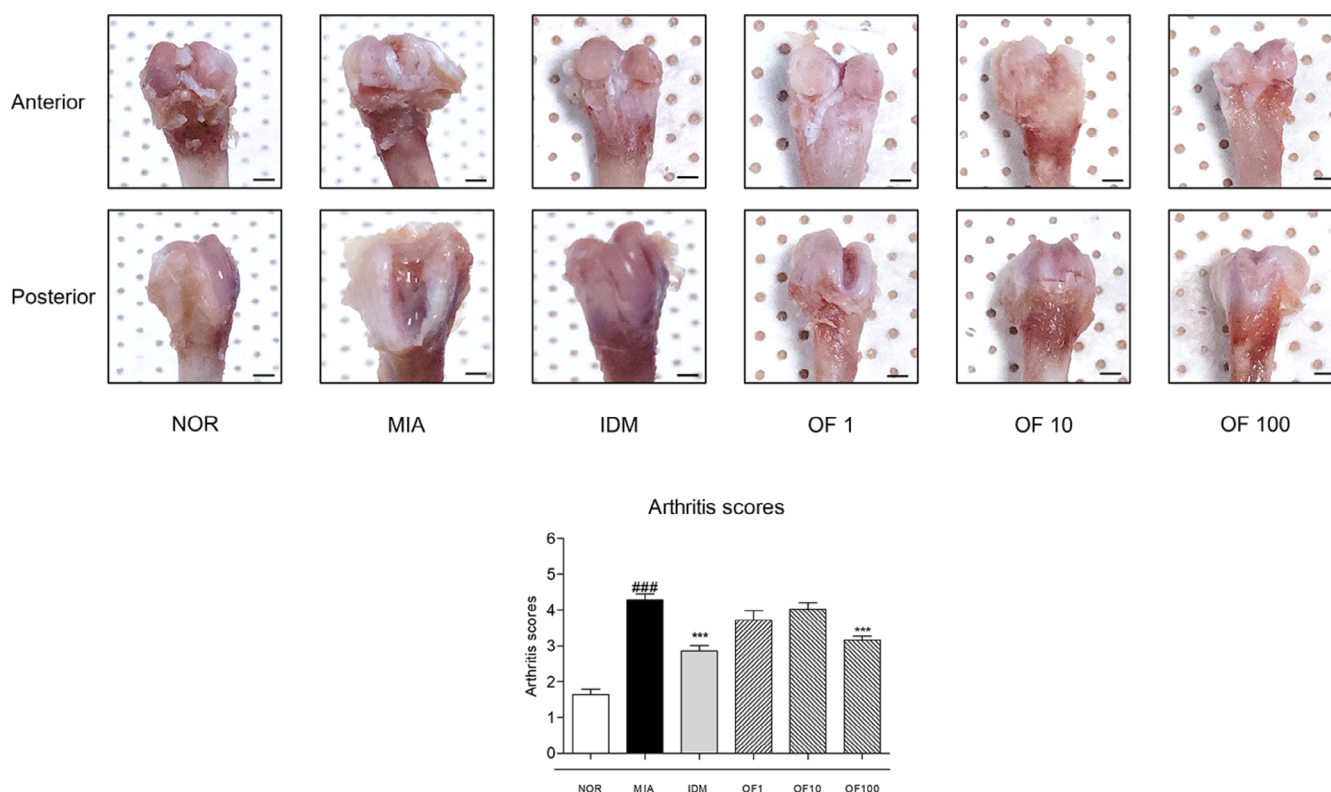 Anterior
Posterior
NOR MIA IDM OF 1 OF 10 OF 100
Arthritis scores
Arthritis scores
6
5
4
3
2
1
0
###
***
***
NOR MIA IDM OF1 OF10 OF100